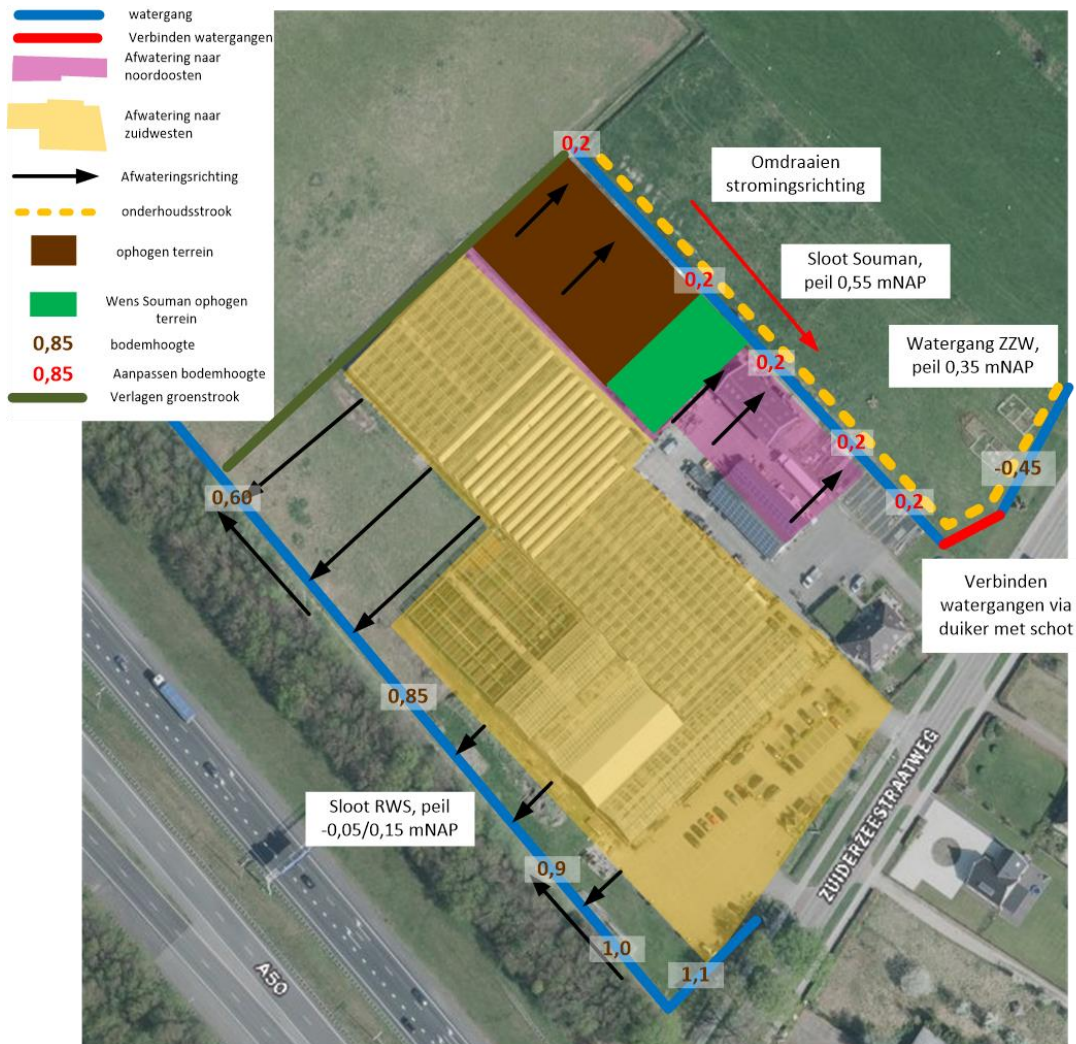 watergang
Verbinden watergangen
Afwatering naar
noordoosten
Afwatering naar
zuidwesten
Afwateringsrichting
onderhoudsstrook
ophogen terrein
Wens Souman ophogen
terrein
0,85
bodemhoogte
0,85
Aanpassen bodemhoogte
Verlagen groenstrook
0,2
Omdraaien
stromingsrichting
Sloot Souman,
peil 0,55 mNAP
0,2
Watergang ZZW,
peil 0,35 mNAP
0,2
0,2
-0,45
0,60
0,2
Verbinden
watergangen via
duiker met schot
0,85
Sloot RWS, peil
-0,05/0,15 mNAP
ZUIDERZEESTRAATWEG
0,9
1,0
1,1
A50